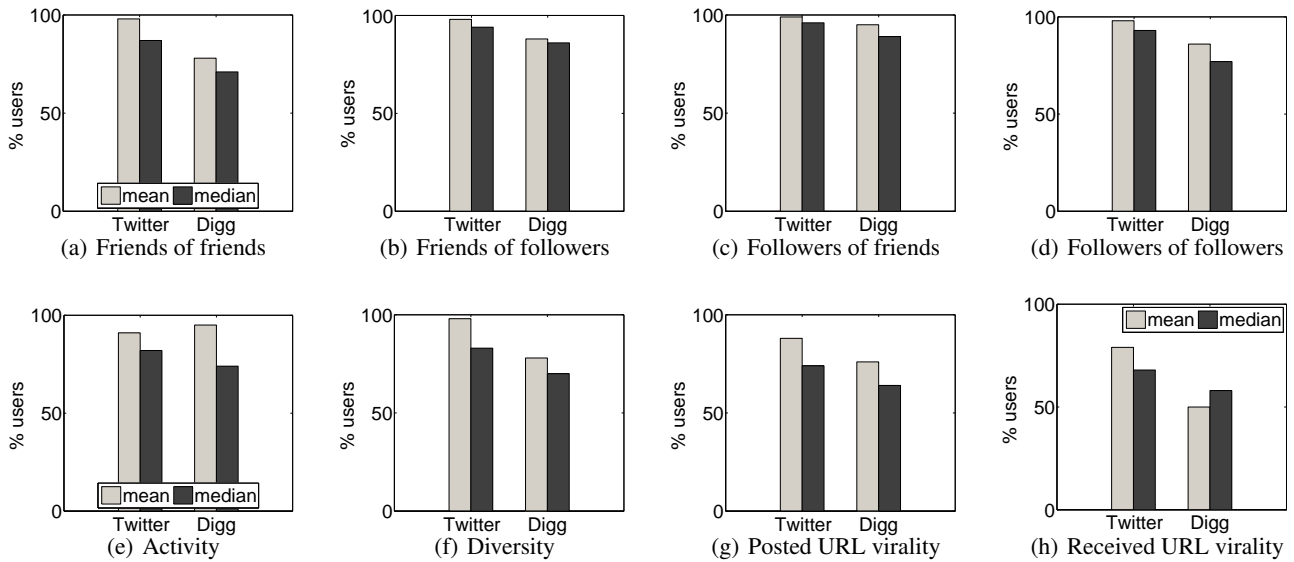 100
50
0
% users
mean median
Twitter Digg
(a) Friends of friends
100
50
0
% users
Twitter Digg
(b) Friends of followers
100
50
0
% users
Twitter Digg
(c) Followers of friends
100
50
0
% users
Twitter Digg
(d) Followers of followers
100
50
0
% users
mean median
Twitter Digg
(e) Activity
100
50
0
% users
Twitter Digg
(f) Diversity
100
50
0
% users
Twitter Digg
(g) Posted URL virality
100
50
0
% users
mean median
Twitter Digg
(h) Received URL virality